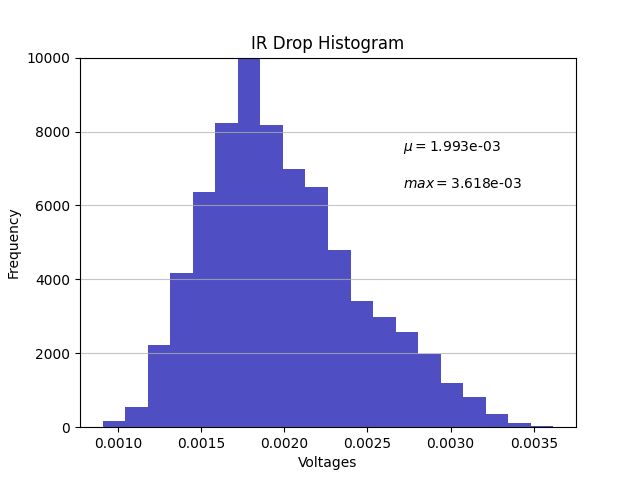 IR Drop Histogram
10000
8000
6000
4000
2000
0
Frequency
μ = 1.993e-03
max = 3.618e-03
0.0010 0.0015 0.0020 0.0025 0.0030 0.0035
Voltages